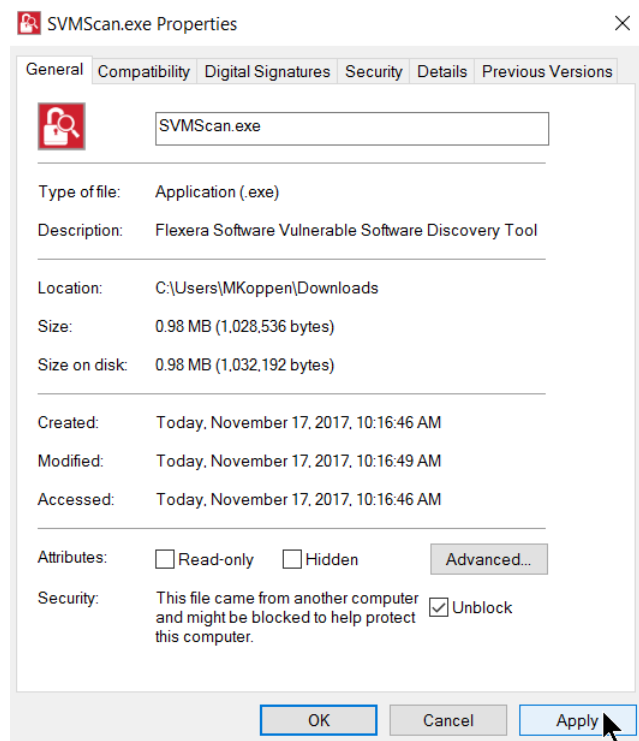 SVMScan.exe Properties
General Compatibility Digital Signatures Security Details Previous Versions
SVMScan.exe
Type of file: Application (.exe)
Description: Flexera Software Vulnerable Software Discovery Tool
Location: C:\Users\MKoppen\Downloads
Size: 0.98 MB (1,028,536 bytes)
Size on disk: 0.98 MB (1,032,192 bytes)
Created: Today, November 17, 2017, 10:16:46 AM
Modified: Today, November 17, 2017, 10:16:49 AM
Accessed: Today, November 17, 2017, 10:16:46 AM
Attributes: Read-only Hidden Advanced...
Security: This file came from another computer
and might be blocked to help protect Unblock
this computer.
OK Cancel Apply